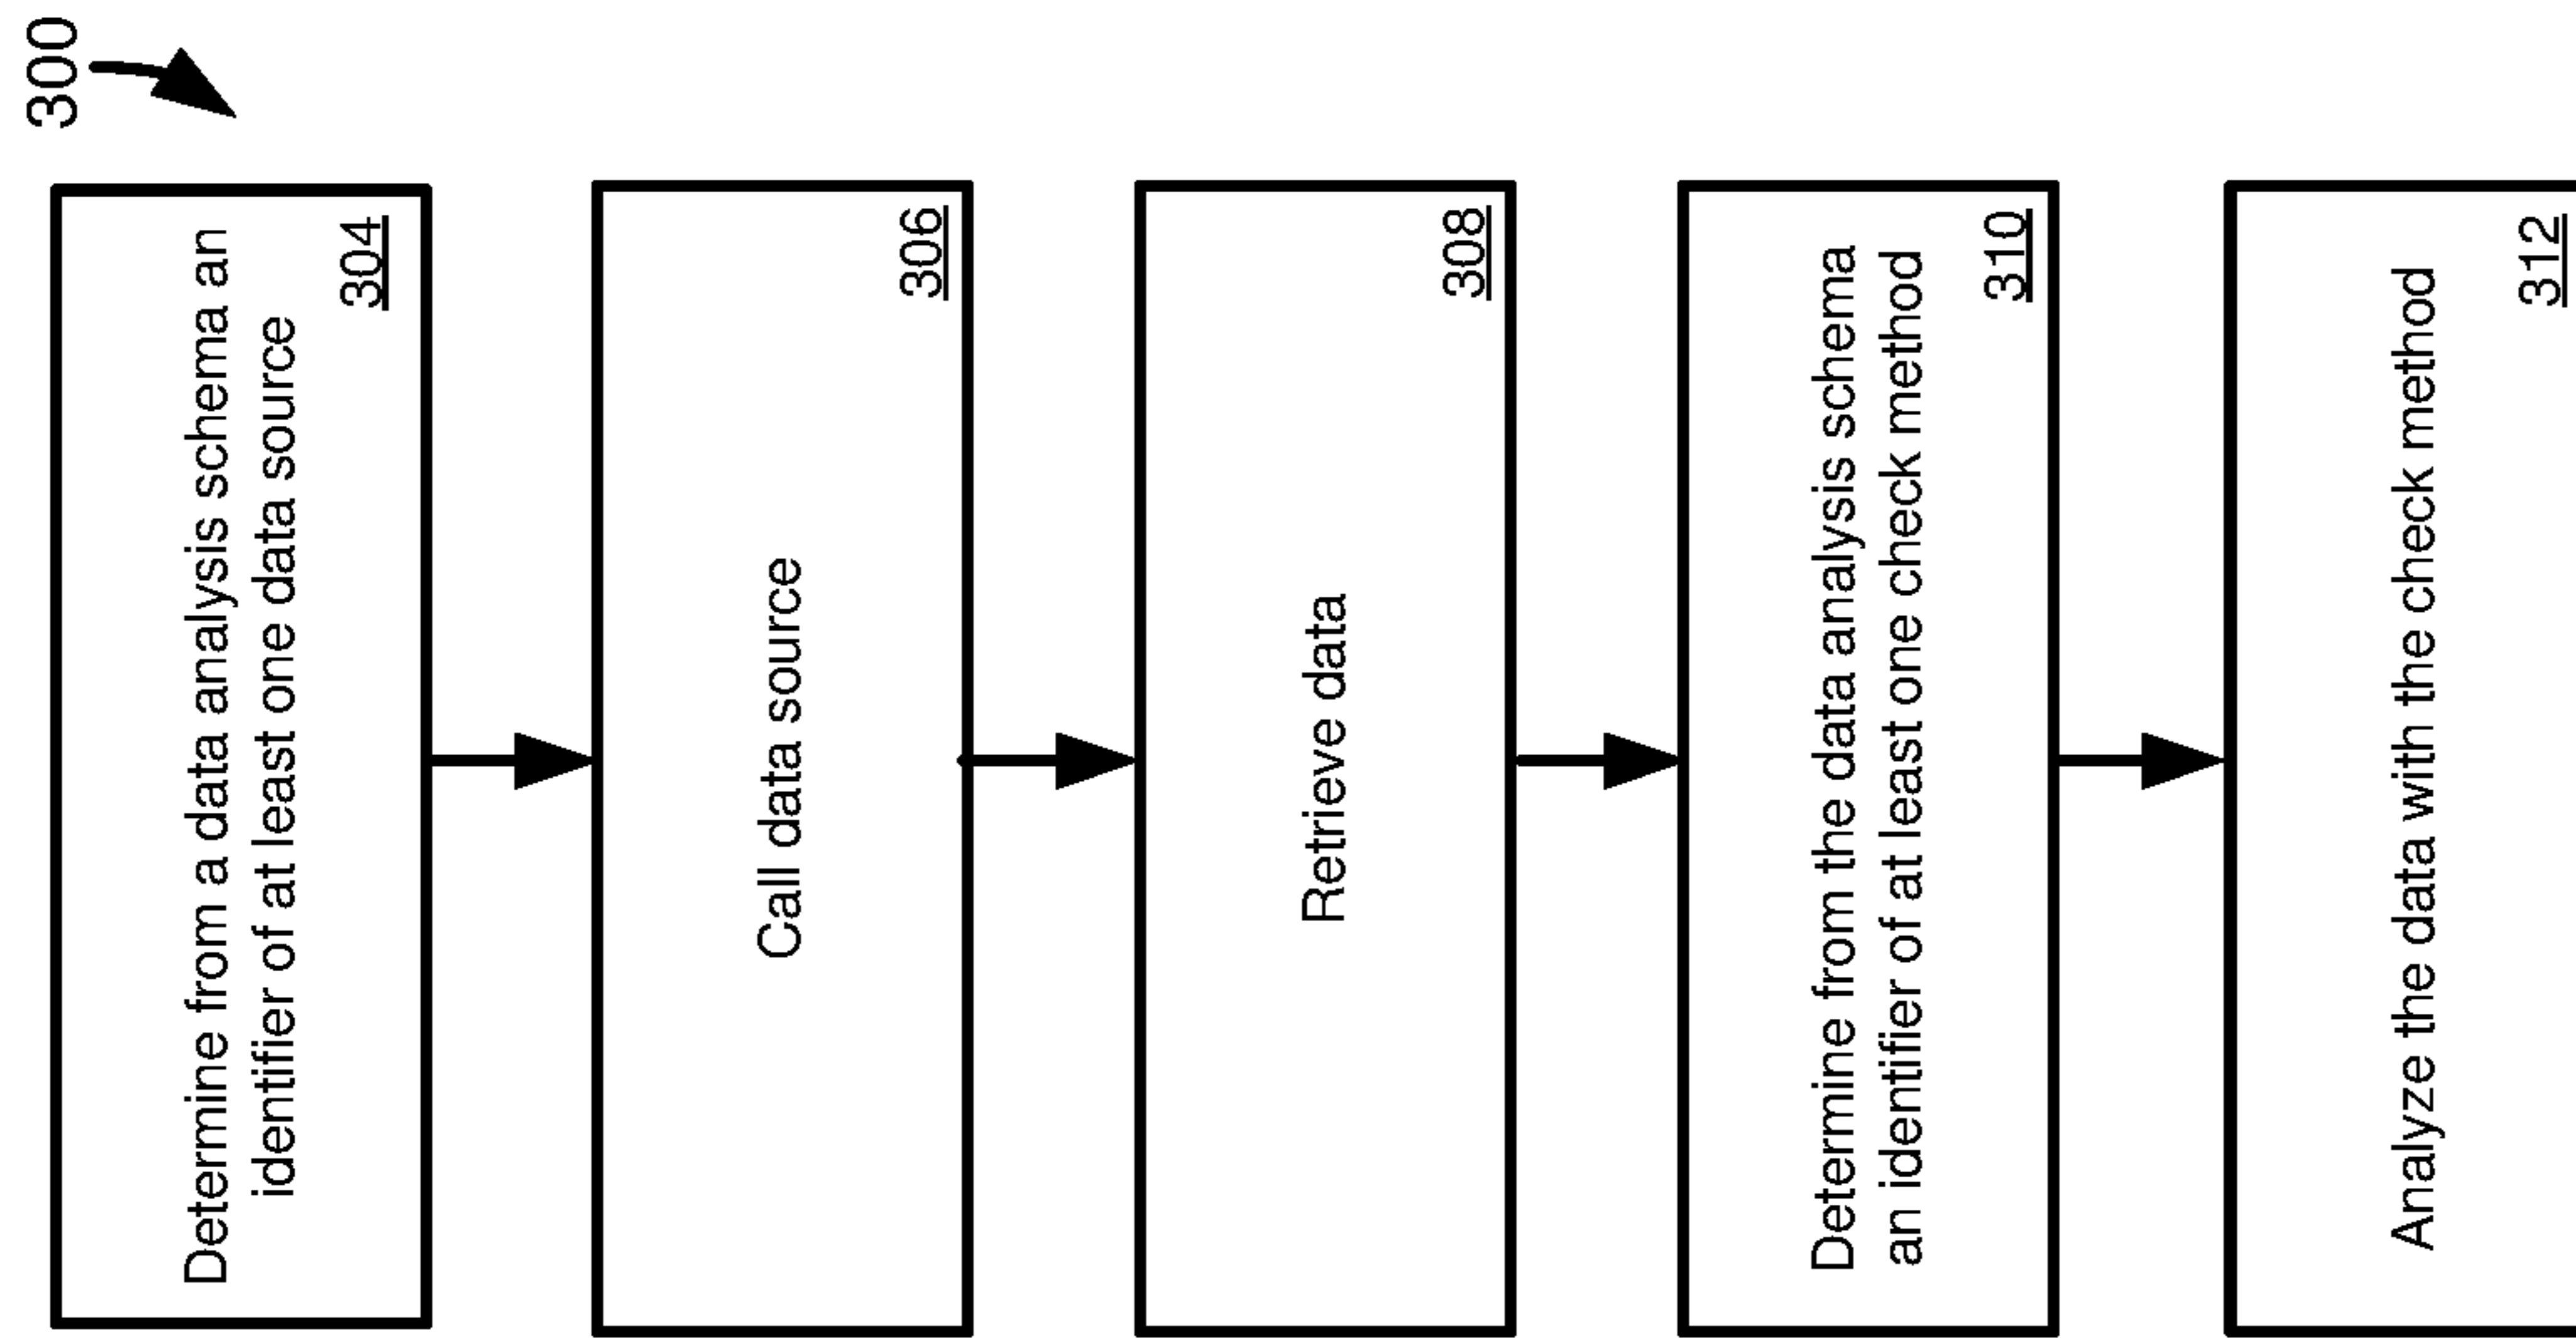 300
Determine from a data analysis schema an
identifier of at least one data source
304
Call data source
306
Retrieve data
308
Determine from the data analysis schema
an identifier of at least one check method
310
Analyze the data with the check method
312